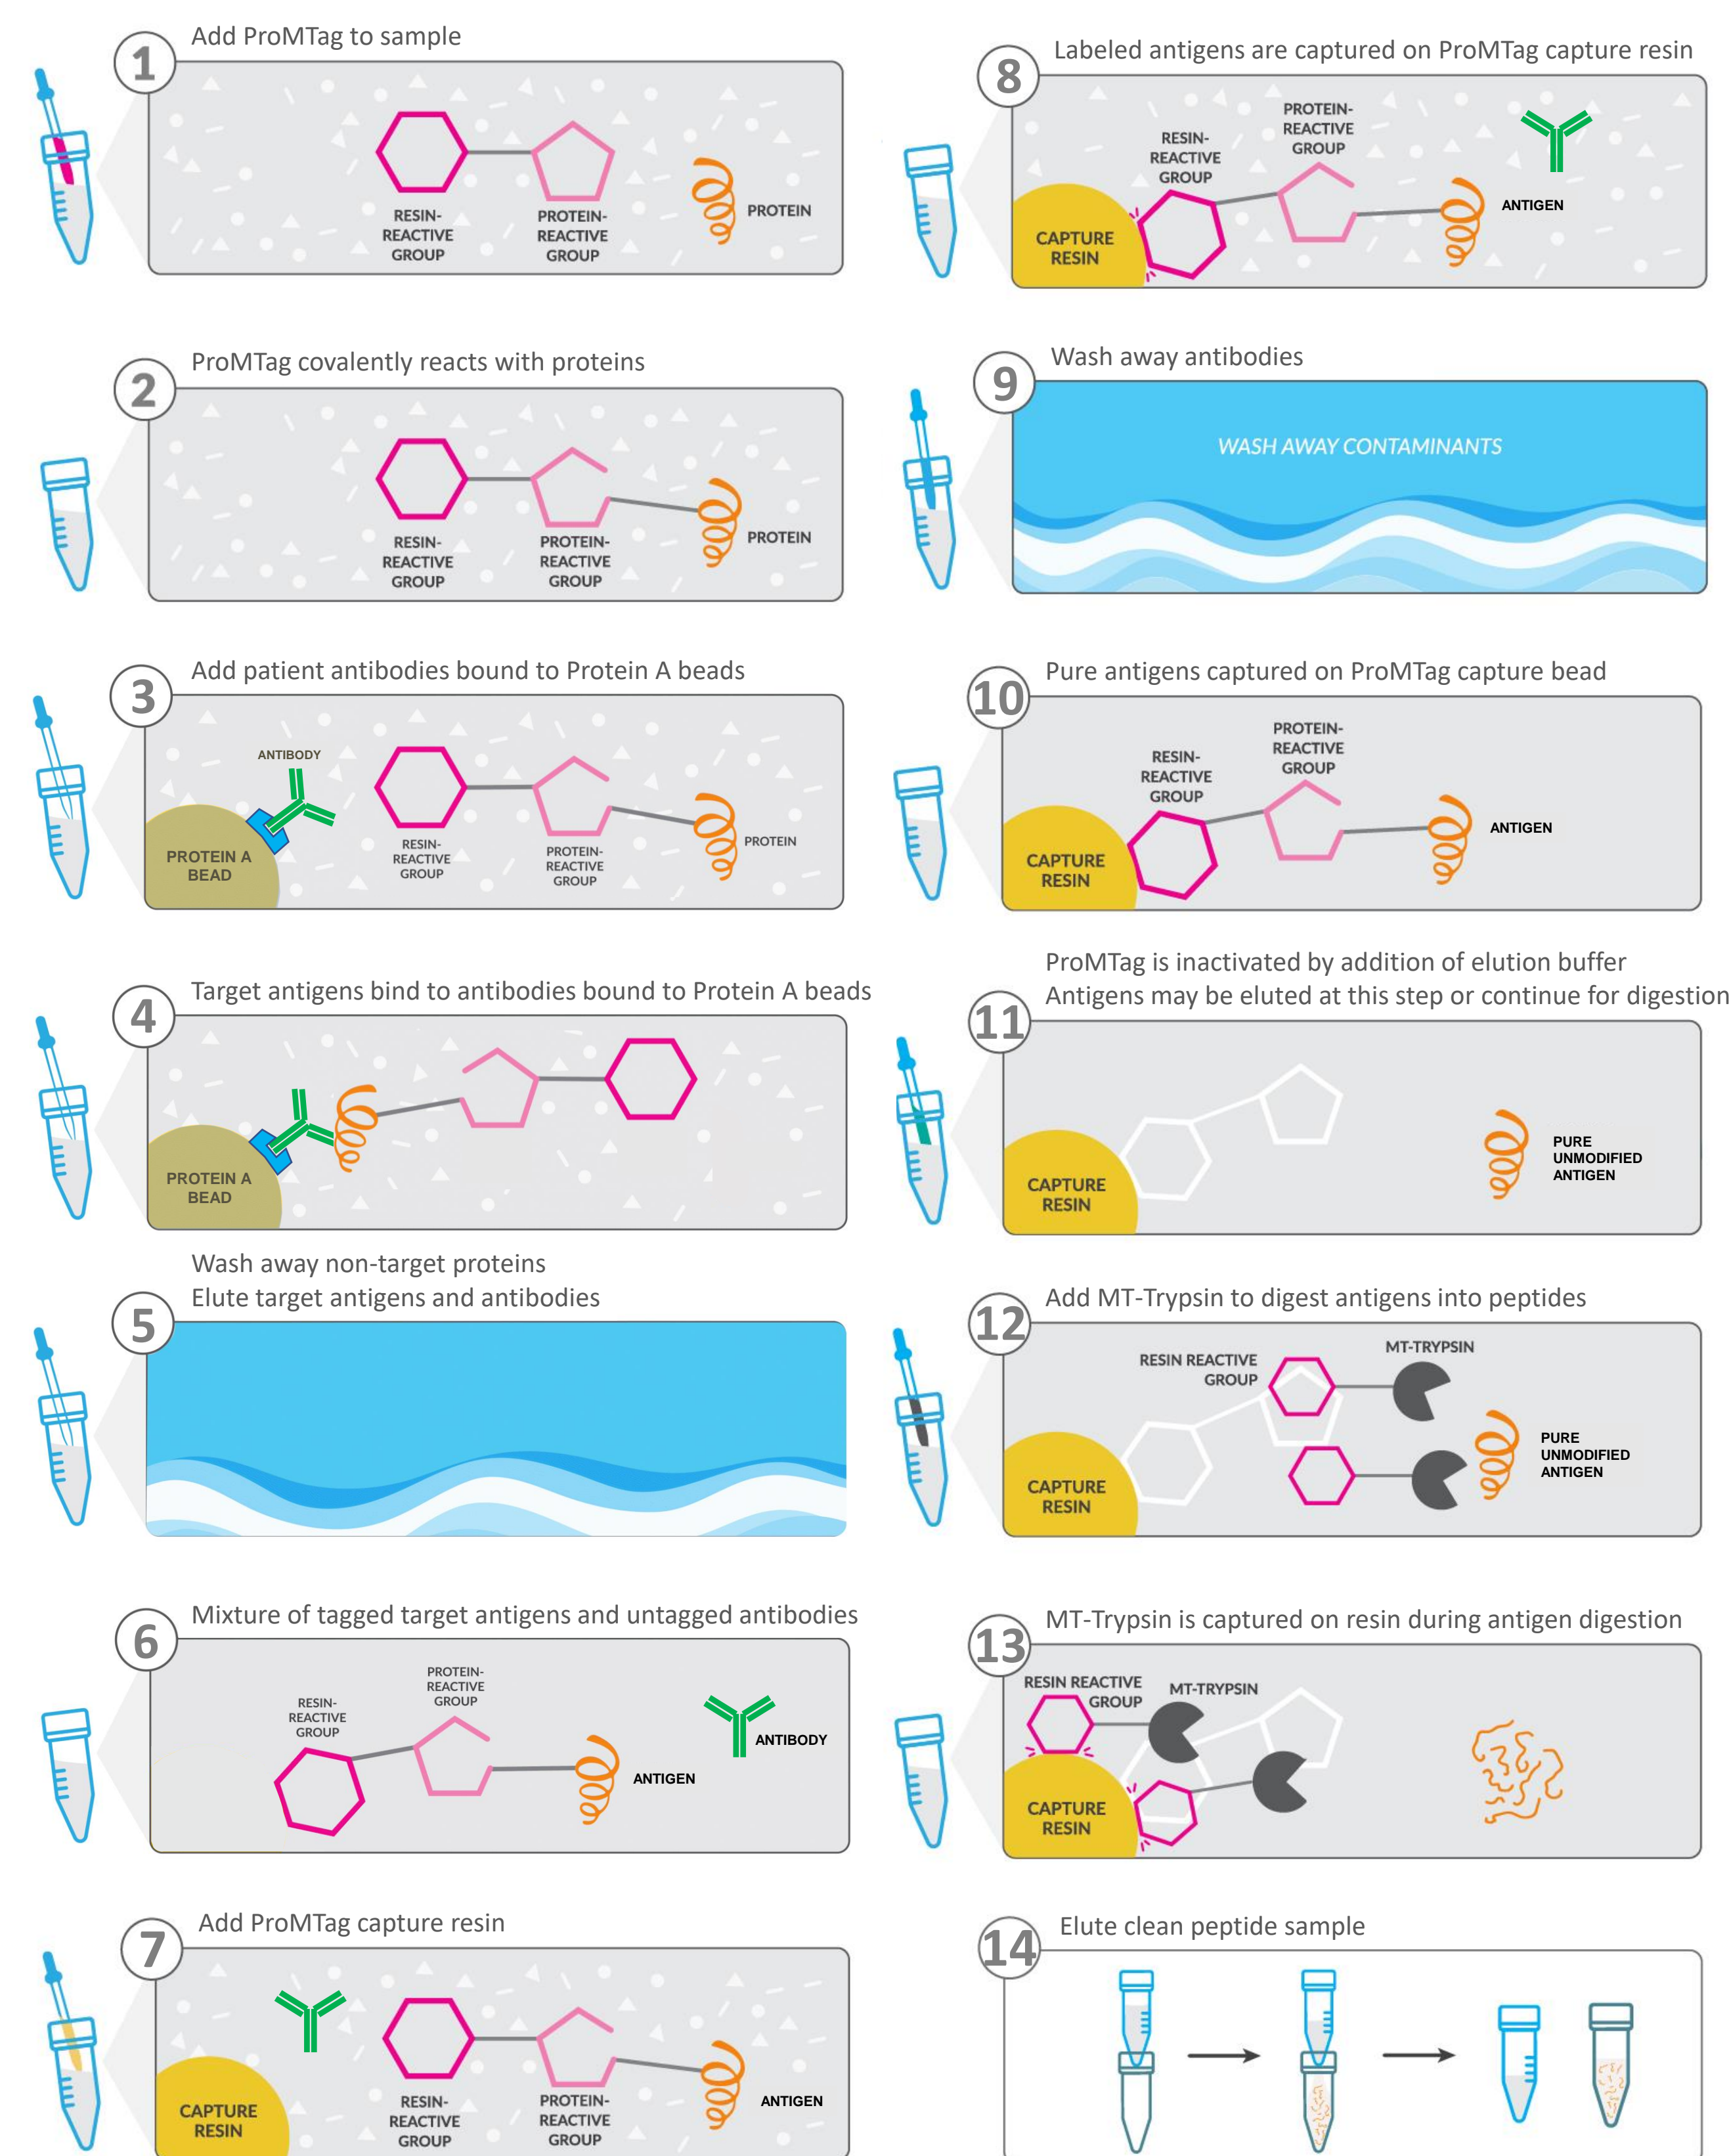 1
Add ProMTag to sample
RESIN-
REACTIVE
GROUP
PROTEIN-
REACTIVE
GROUP
PROTEIN
2
ProMTag covalently reacts with proteins
RESIN-
REACTIVE
GROUP
PROTEIN-
REACTIVE
GROUP
PROTEIN
3
Add patient antibodies bound to Protein A beads
ANTIBODY
PROTEIN A
BEAD
RESIN-
REACTIVE
GROUP
PROTEIN-
REACTIVE
GROUP
PROTEIN
4
Target antigens bind to antibodies bound to Protein A beads
PROTEIN A
BEAD
5
Wash away non-target proteins
Elute target antigens and antibodies
6
Mixture of tagged target antigens and untagged antibodies
RESIN-
REACTIVE
GROUP
PROTEIN-
REACTIVE
GROUP
ANTIGEN
ANTIBODY
7
Add ProMTag capture resin
CAPTURE
RESIN
RESIN-
REACTIVE
GROUP
PROTEIN-
REACTIVE
GROUP
ANTIGEN
8
Labeled antigens are captured on ProMTag capture resin
CAPTURE
RESIN
RESIN-
REACTIVE
GROUP
PROTEIN-
REACTIVE
GROUP
ANTIGEN
9
Wash away antibodies
WASH AWAY CONTAMINANTS
10
Pure antigens captured on ProMTag capture bead
CAPTURE
RESIN
RESIN-
REACTIVE
GROUP
PROTEIN-
REACTIVE
GROUP
ANTIGEN
11
ProMTag is inactivated by addition of elution buffer
Antigens may be eluted at this step or continue for digestion
CAPTURE
RESIN
PURE
UNMODIFIED
ANTIGEN
12
Add MT-Trypsin to digest antigens into peptides
CAPTURE
RESIN
RESIN REACTIVE
GROUP
MT-TRYPSIN
PURE
UNMODIFIED
ANTIGEN
13
MT-Trypsin is captured on resin during antigen digestion
RESIN REACTIVE
GROUP
MT-TRYPSIN
CAPTURE
RESIN
14
Elute clean peptide sample